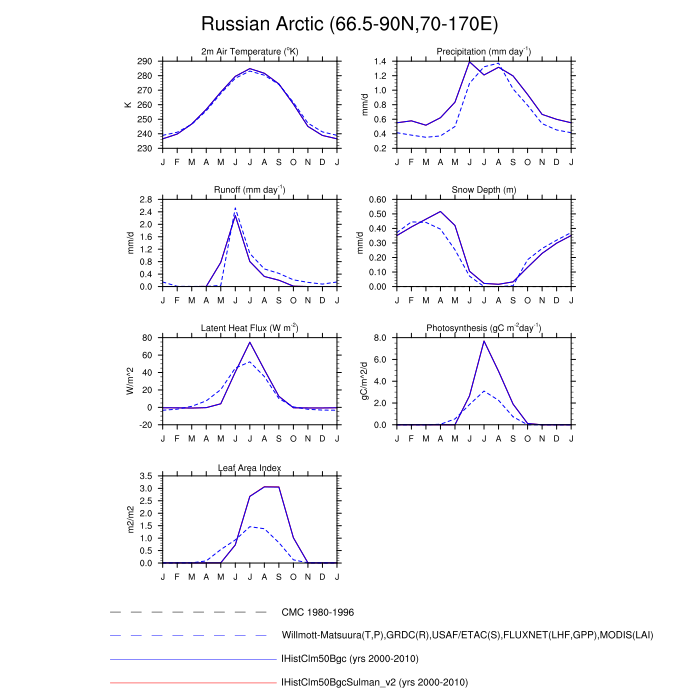 Russian Arctic (66.5-90N,70-170E)
2m Air Temperature (°K)
290
280
270
260
250
240
230
K
J F M A M J J A S O N D J
Precipitation (mm day-1)
1.4
1.2
1.0
0.8
0.6
0.4
0.2
mm/d
J F M A M J J A S O N D J
Runoff (mm day-1)
2.8
2.4
2.0
1.6
1.2
0.8
0.4
0.0
mm/d
J F M A M J J A S O N D J
Snow Depth (m)
0.60
0.50
0.40
0.30
0.20
0.10
0.00
mm/d
J F M A M J J A S O N D J
Latent Heat Flux (W m-2)
80
60
40
20
0
-20
W/m^2
J F M A M J J A S O N D J
Photosynthesis (gC m-2day-1)
8.0
6.0
4.0
2.0
0.0
gC/m^2/d
J F M A M J J A S O N D J
Leaf Area Index
3.5
3.0
2.5
2.0
1.5
1.0
0.5
0.0
m2/m2
J F M A M J J A S O N D J
CMC 1980-1996
Willmott-Matsuura(T,P),GRDC(R),USAF/ETAC(S),FLUXNET(LHF,GPP),MODIS(LAI)
IHistClm50Bgc (yrs 2000-2010)
IHistClm50BgcSulman_v2 (yrs 2000-2010)